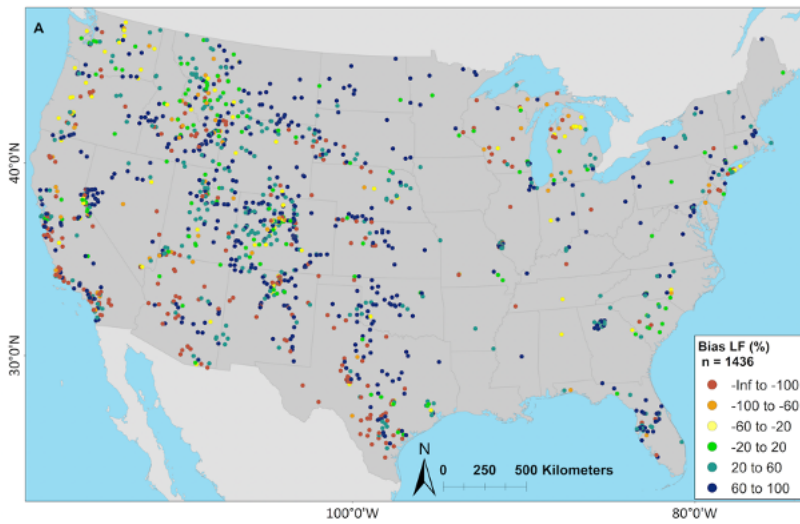 A
40°0'N
30°0'N
Bias LF (%)
n = 1436
-Inf to -100
-100 to -60
-60 to -20
-20 to 20
20 to 60
60 to 100
N
0 250 500 Kilometers
100°0'W
80°0'W